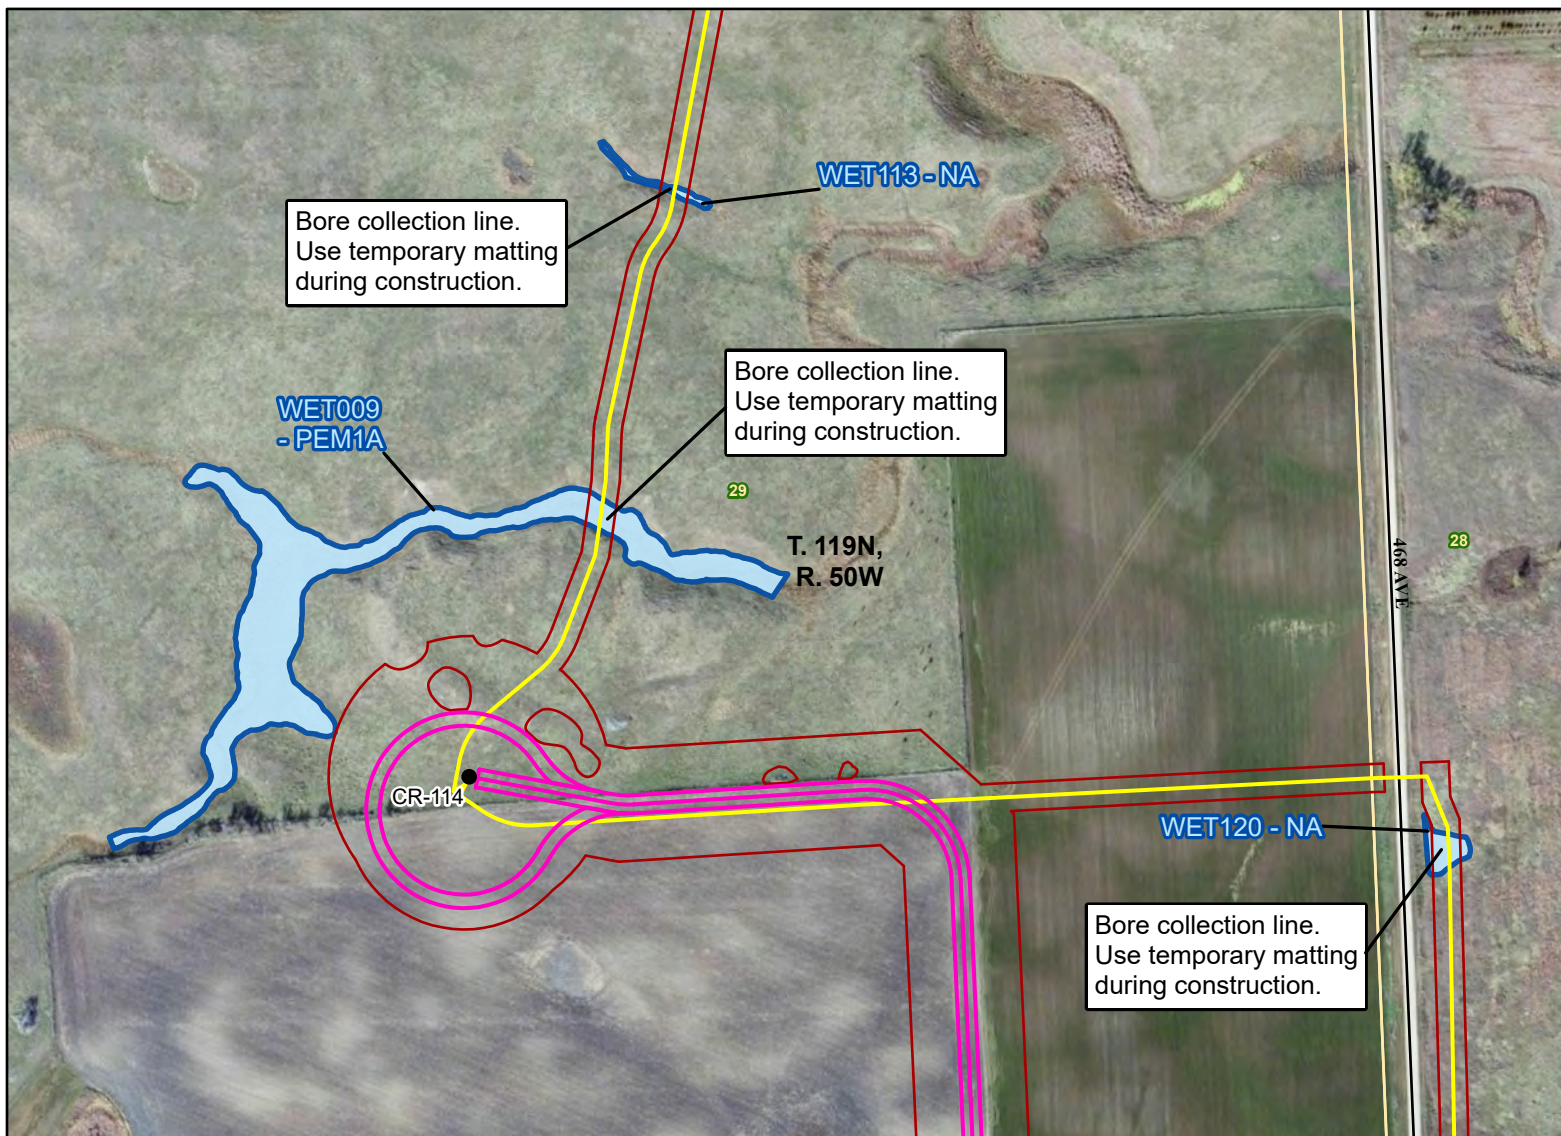 WET113 - NA
Bore collection line.
Use temporary matting
during construction.
Bore collection line.
Use temporary matting
during construction.
WET009
- PEM1A
29
T. 119N,
R. 50W
468 AVE
28
CR-114
WET120 - NA
Bore collection line.
Use temporary matting
during construction.